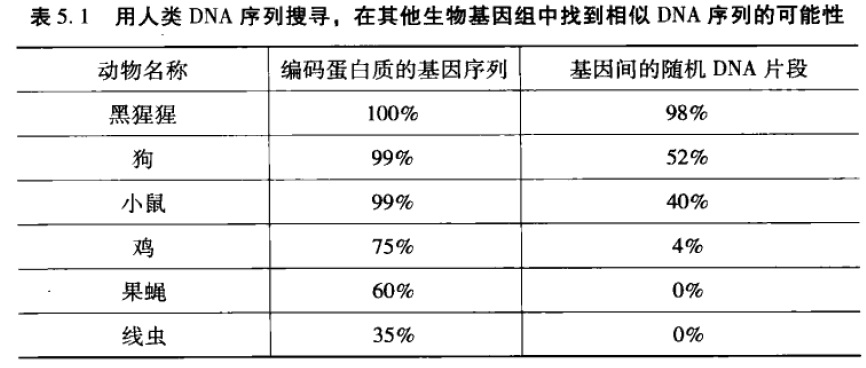 表 5.1 用人类 DNA 序列搜寻，在其他生物基因组中找到相似 DNA 序列的可能性
动物名称 编码蛋白质的基因序列 基因间的随机 DNA 片段
黑猩猩 100% 98%
狗 99% 52%
小鼠 99% 40%
鸡 75% 4%
果蝇 60% 0%
线虫 35% 0%